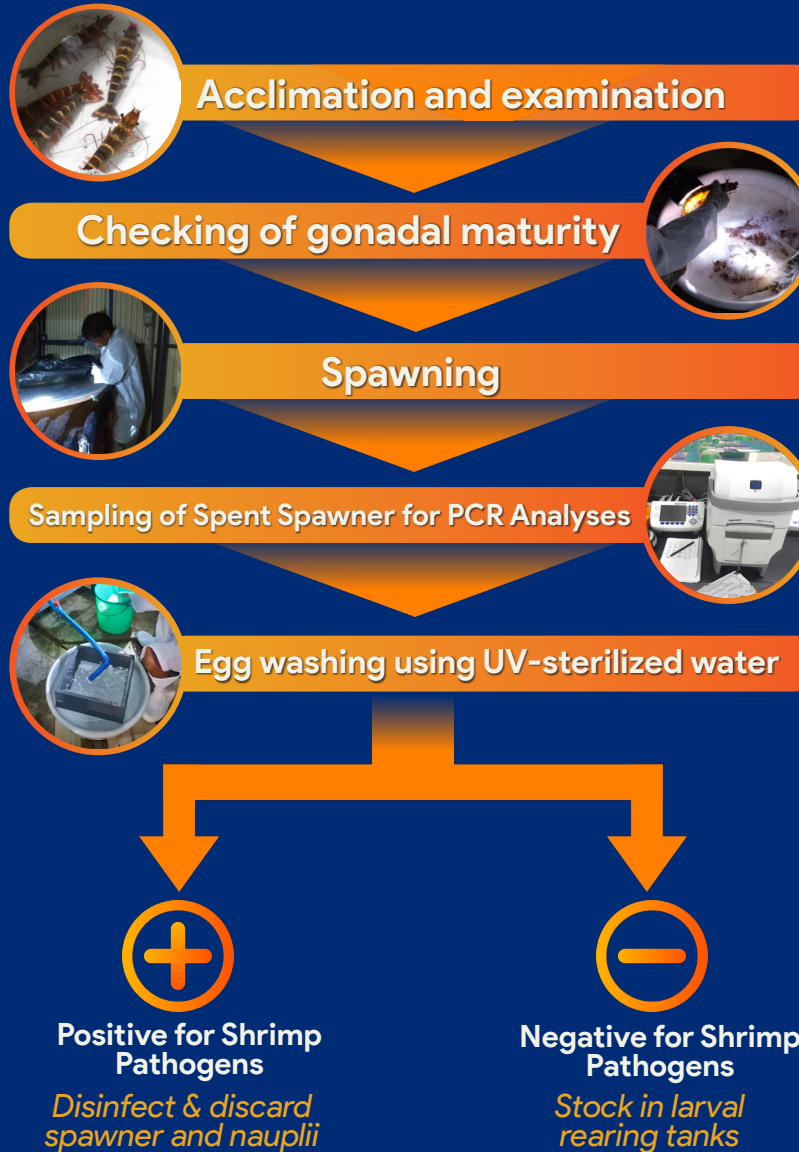 Acclimation and examination
Checking of gonadal maturity
Spawning
Sampling of Spent Spawner for PCR Analyses
Egg washing using UV-sterilized water
Positive for Shrimp
Pathogens
Disinfect & discard
spawner and nauplii
Negative for Shrimp
Pathogens
Stock in larval
rearing tanks